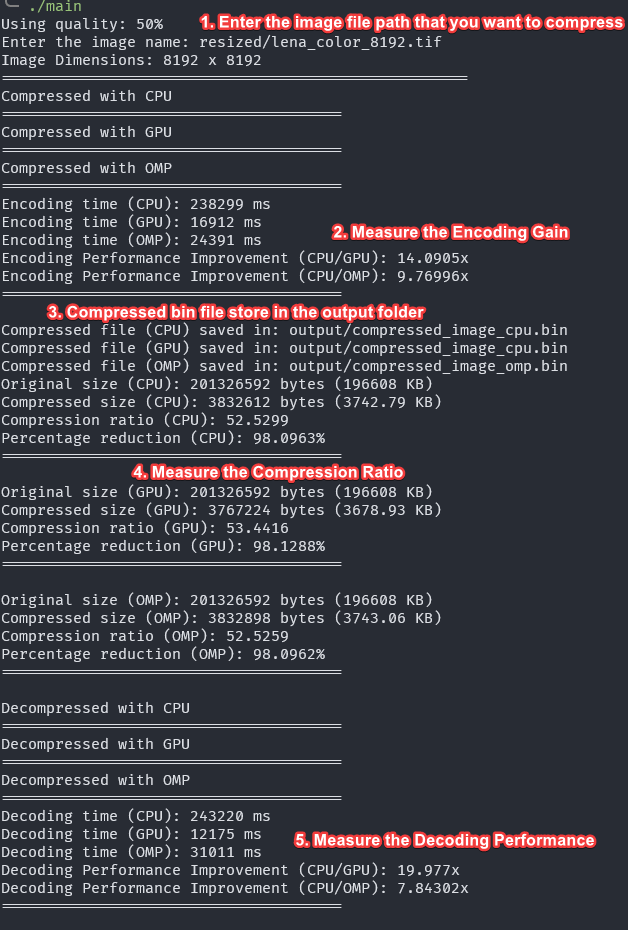 ./main
Using quality: 50%
1. Enter the image file path that you want to compress
Enter the image name: resized/lena_color_8192.tif
Image Dimensions: 8192 x 8192
Compressed with CPU
Compressed with GPU
Compressed with OMP
Encoding time (CPU): 238299 ms
Encoding time (GPU): 16912 ms
Encoding time (OMP): 24391 ms
2. Measure the Encoding Gain
Encoding Performance Improvement (CPU/GPU): 14.0905x
Encoding Performance Improvement (CPU/OMP): 9.76996x
3. Compressed bin file store in the output folder
Compressed file (CPU) saved in: output/compressed_image_cpu.bin
Compressed file (GPU) saved in: output/compressed_image_cpu.bin
Compressed file (OMP) saved in: output/compressed_image_omp.bin
Original size (CPU): 201326592 bytes (196608 KB)
Compressed size (CPU): 3832612 bytes (3742.79 KB)
Compression ratio (CPU): 52.5299
Percentage reduction (CPU): 98.0963%
4. Measure the Compression Ratio
Original size (GPU): 201326592 bytes (196608 KB)
Compressed size (GPU): 3767224 bytes (3678.93 KB)
Compression ratio (GPU): 53.4416
Percentage reduction (GPU): 98.1288%
Original size (OMP): 201326592 bytes (196608 KB)
Compressed size (OMP): 3832898 bytes (3743.06 KB)
Compression ratio (OMP): 52.5259
Percentage reduction (OMP): 98.0962%
Decompressed with CPU
Decompressed with GPU
Decompressed with OMP
Decoding time (CPU): 243220 ms
Decoding time (GPU): 12175 ms
5. Measure the Decoding Performance
Decoding time (OMP): 31011 ms
Decoding Performance Improvement (CPU/GPU): 19.977x
Decoding Performance Improvement (CPU/OMP): 7.84302x